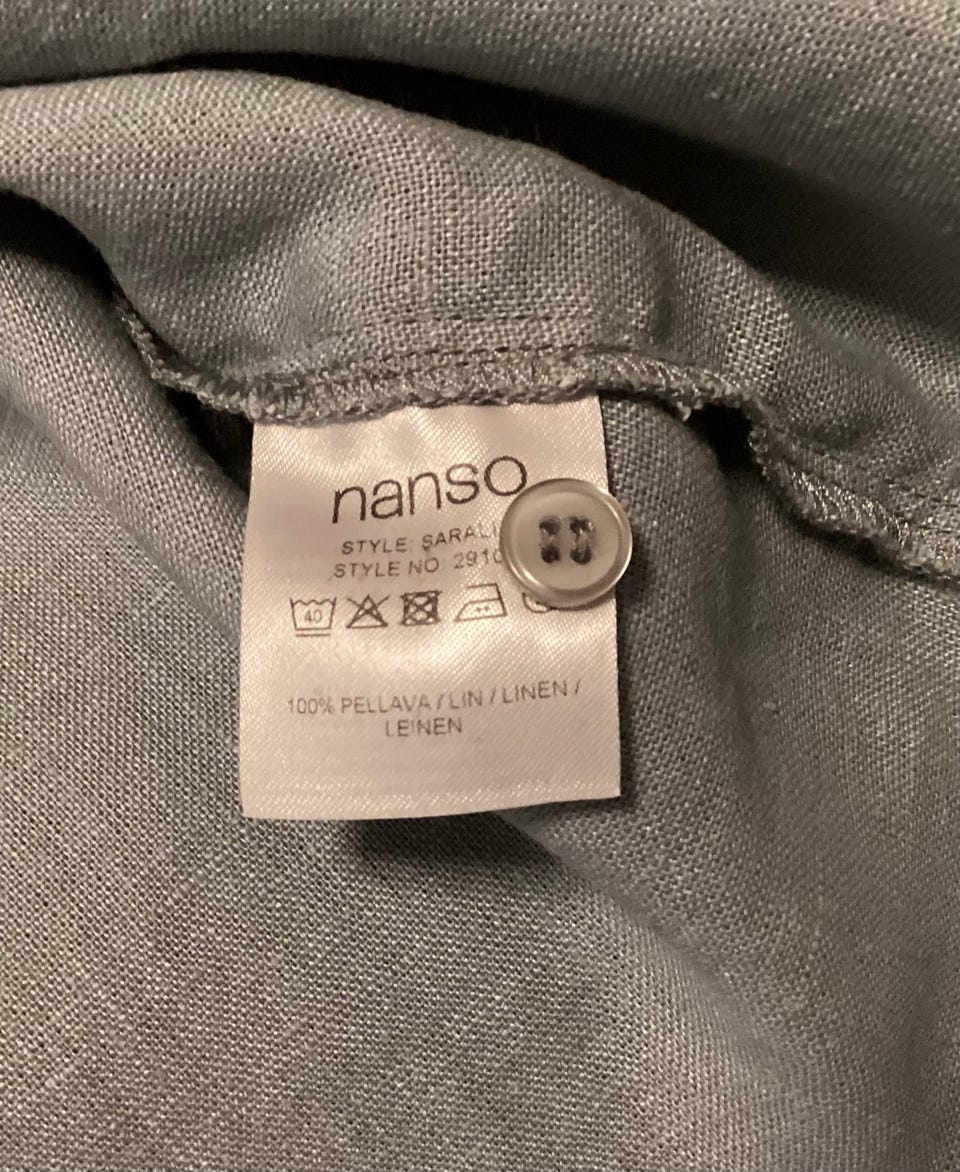 nanso
STYLE: SARAL
STYLE NO 2910
40
100% PELLAVA / LIN / LINEN /
LEINEN